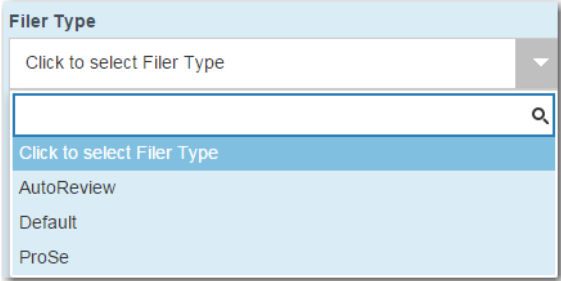 Filer Type
Click to select Filer Type
Click to select Filer Type
AutoReview
Default
ProSe